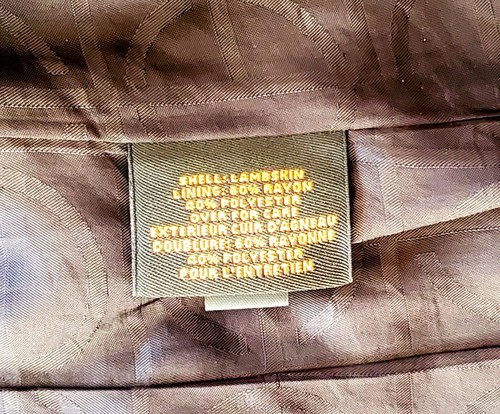 SHELL: LAMBSKIN
LINING: 60% RAYON
40% POLYESTER
OVER FOR CARE
EXTERIEUR CUIR D'AGNEAU
DOUBLURE: 60% RAYONNE
40% POLYESTER
POUR L'ENTRETIEN